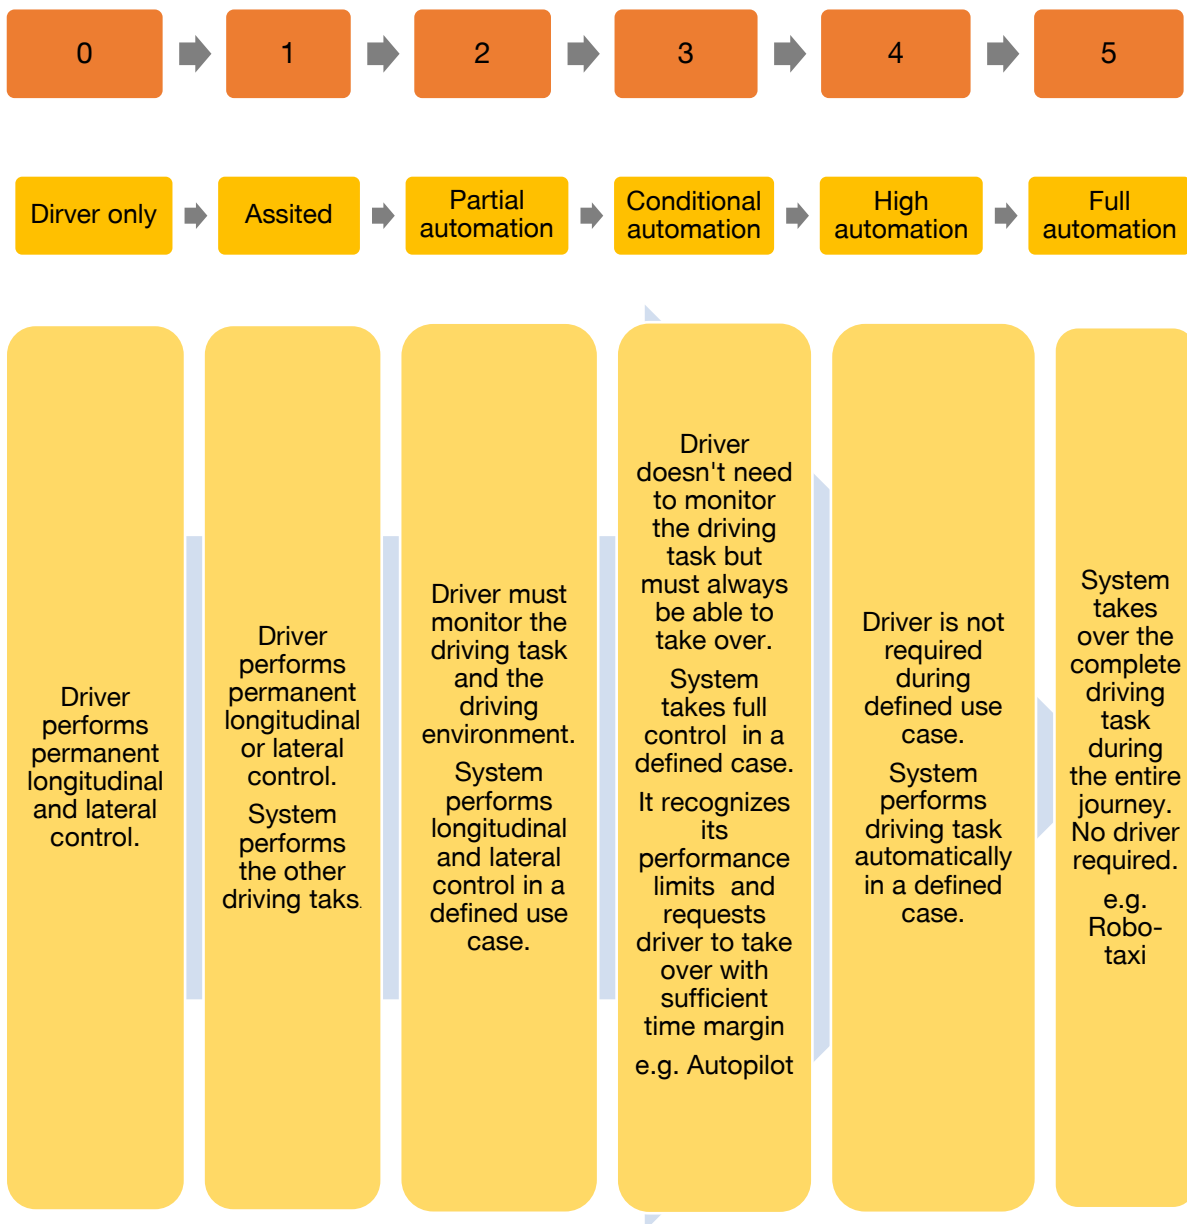 0
1
2
3
4
5
Dirver only
Assited
Partial
automation
Conditional
automation
High
automation
Full
automation
Driver
performs
permanent
longitudinal
and lateral
control.
Driver
performs
permanent
longitudinal
or lateral
control.
System
performs
the other
driving taks.
Driver must
monitor the
driving task
and the
driving
environment.
System
performs
longitudinal
and lateral
control in a
defined use
case.
Driver
doesn't need
to monitor
the driving
task but
must always
be able to
take over.
System
takes full
control in a
defined case.
It recognizes
its
performance
limits and
requests
driver to take
over with
sufficient
time margin
e.g. Autopilot
Driver is not
required
during
defined use
case.
System
performs
driving task
automatically
in a defined
case.
System
takes
over the
complete
driving
task
during
the entire
journey.
No driver
required.
e.g.
Robo-
taxi